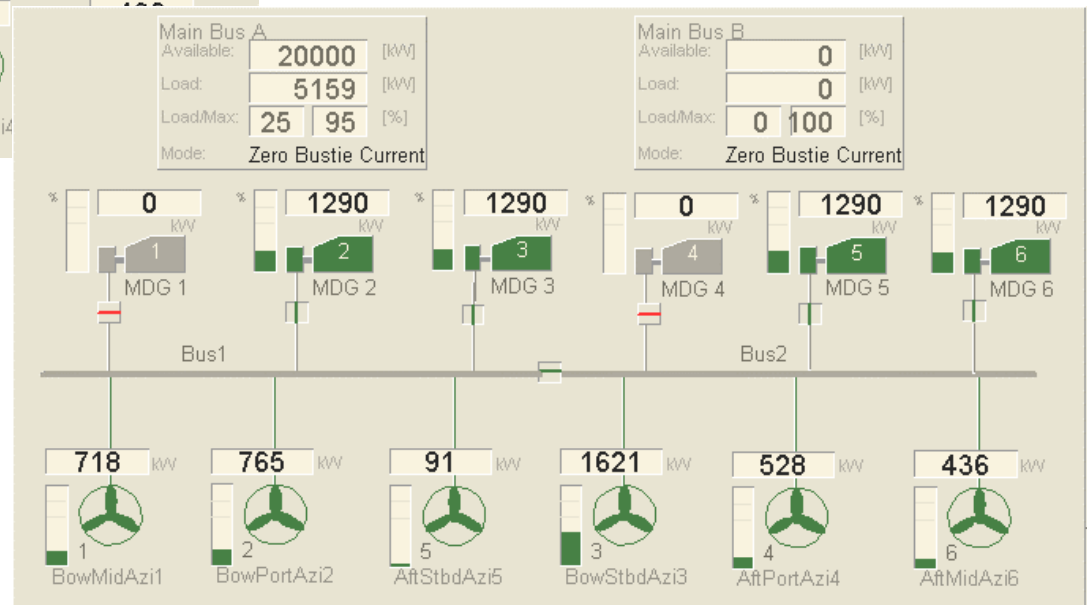 Main Bus A
Available: 20000 [kW]
Load: 5159 [kW]
Load/Max: 25 95 [%]
Mode: Zero Bustie Current
Main Bus B
Available: 0 [kW]
Load: 0 [kW]
Load/Max: 0 100 [%]
Mode: Zero Bustie Current
% 0 kW
1
MDG 1
% 1290 kW
2
MDG 2
% 1290 kW
3
MDG 3
% 0 kW
4
MDG 4
% 1290 kW
5
MDG 5
% 1290 kW
6
MDG 6
Bus1
Bus2
718 kW
1
BowMidAzi1
765 kW
2
BowPortAzi2
91 kW
5
AftStbdAzi5
1621 kW
3
BowStbdAzi3
528 kW
4
AftPortAzi4
436 kW
6
AftMidAzi6